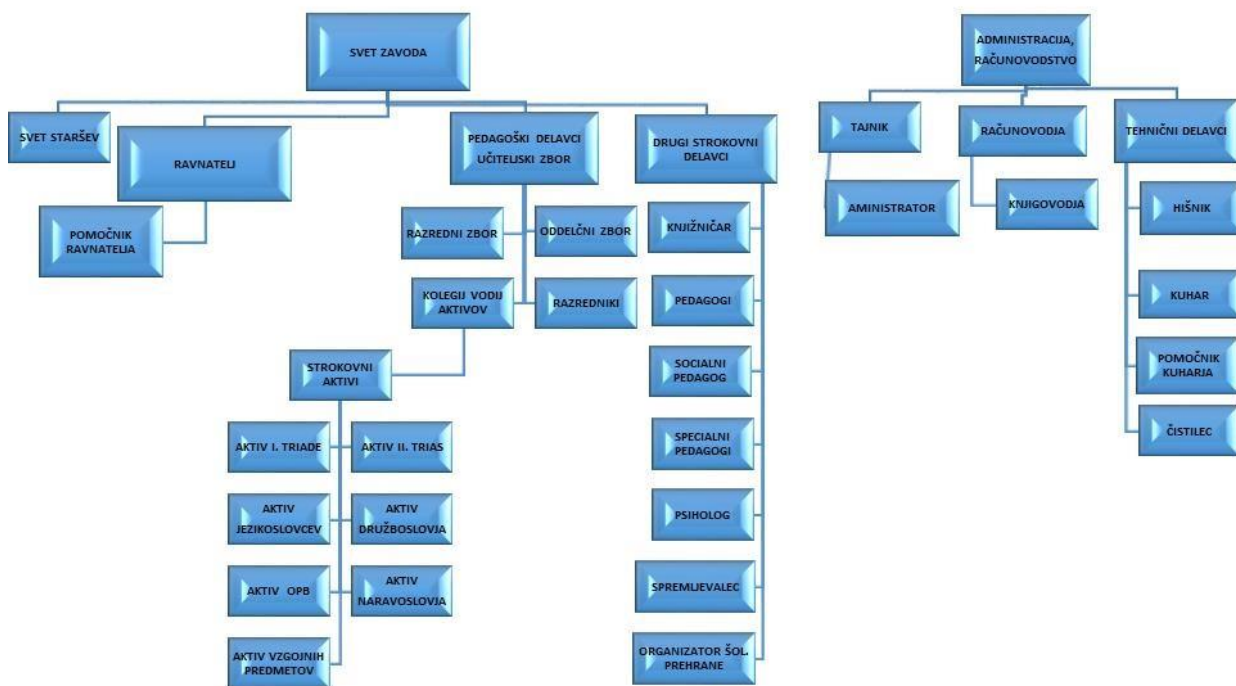 SVET ZAVODA
SVET STARŠEV
RAVNATELJ
POMOČNIK
RAVNATELJA
PEDAGOŠKI DELAVCI
UČITELJSKI ZBOR
RAZREDNI ZBOR
ODDELČNI ZBOR
KOLEGIJ VODIJ
AKTIVOV
RAZREDNIKI
STROKOVNI
AKTIVI
AKTIV I. TRIADE
AKTIV II. TRIAS
AKTIV
JEZIKOSLOVCEV
AKTIV
DRUŽBOSLOVJA
AKTIV OPB
AKTIV
NARAVOSLOVJA
AKTIV VZGOJNIH
PREDMETOV
DRUGI STROKOVNI
DELAVCI
KNJIŽNIČAR
PEDAGOGI
SOCIALNI
PEDAGOG
SPECIALNI
PEDAGOGI
PSIHOLOG
SPREMLJEVALEC
ORGANIZATOR ŠOL.
PREHRANE
ADMINISTRACIJA,
RAČUNOVODSTVO
TAJNIK
AMINISTRATOR
RAČUNOVODJA
KNJIGOVODJA
TEHNIČNI DELAVCI
HIŠNIK
KUHAR
POMOČNIK
KUHARJA
ČISTILEC